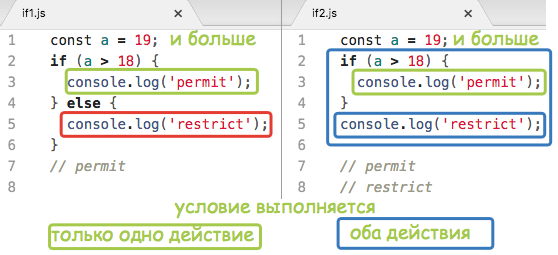 if1.js ×
1 const a = 19; и больше
2 if (a > 18) {
3 console.log('permit');
4 } else {
5 console.log('restrict');
6 }
7 // permit
8
if2.js ×
1 const a = 19; и больше
2 if (a > 18) {
3 console.log('permit');
4 }
5 console.log('restrict');
6
7 // permit
8 // restrict
условие выполняется
только одно действие
оба действия